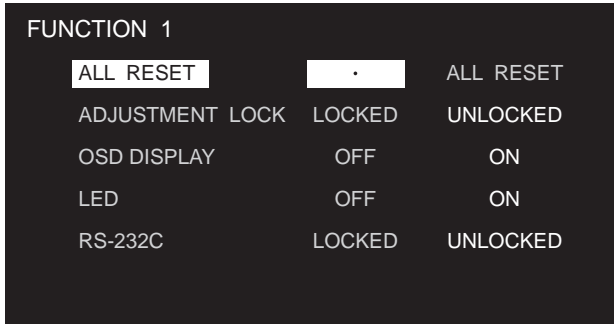 FUNCTION 1
ALL RESET · ALL RESET
ADJUSTMENT LOCK LOCKED UNLOCKED
OSD DISPLAY OFF ON
LED OFF ON
RS-232C LOCKED UNLOCKED